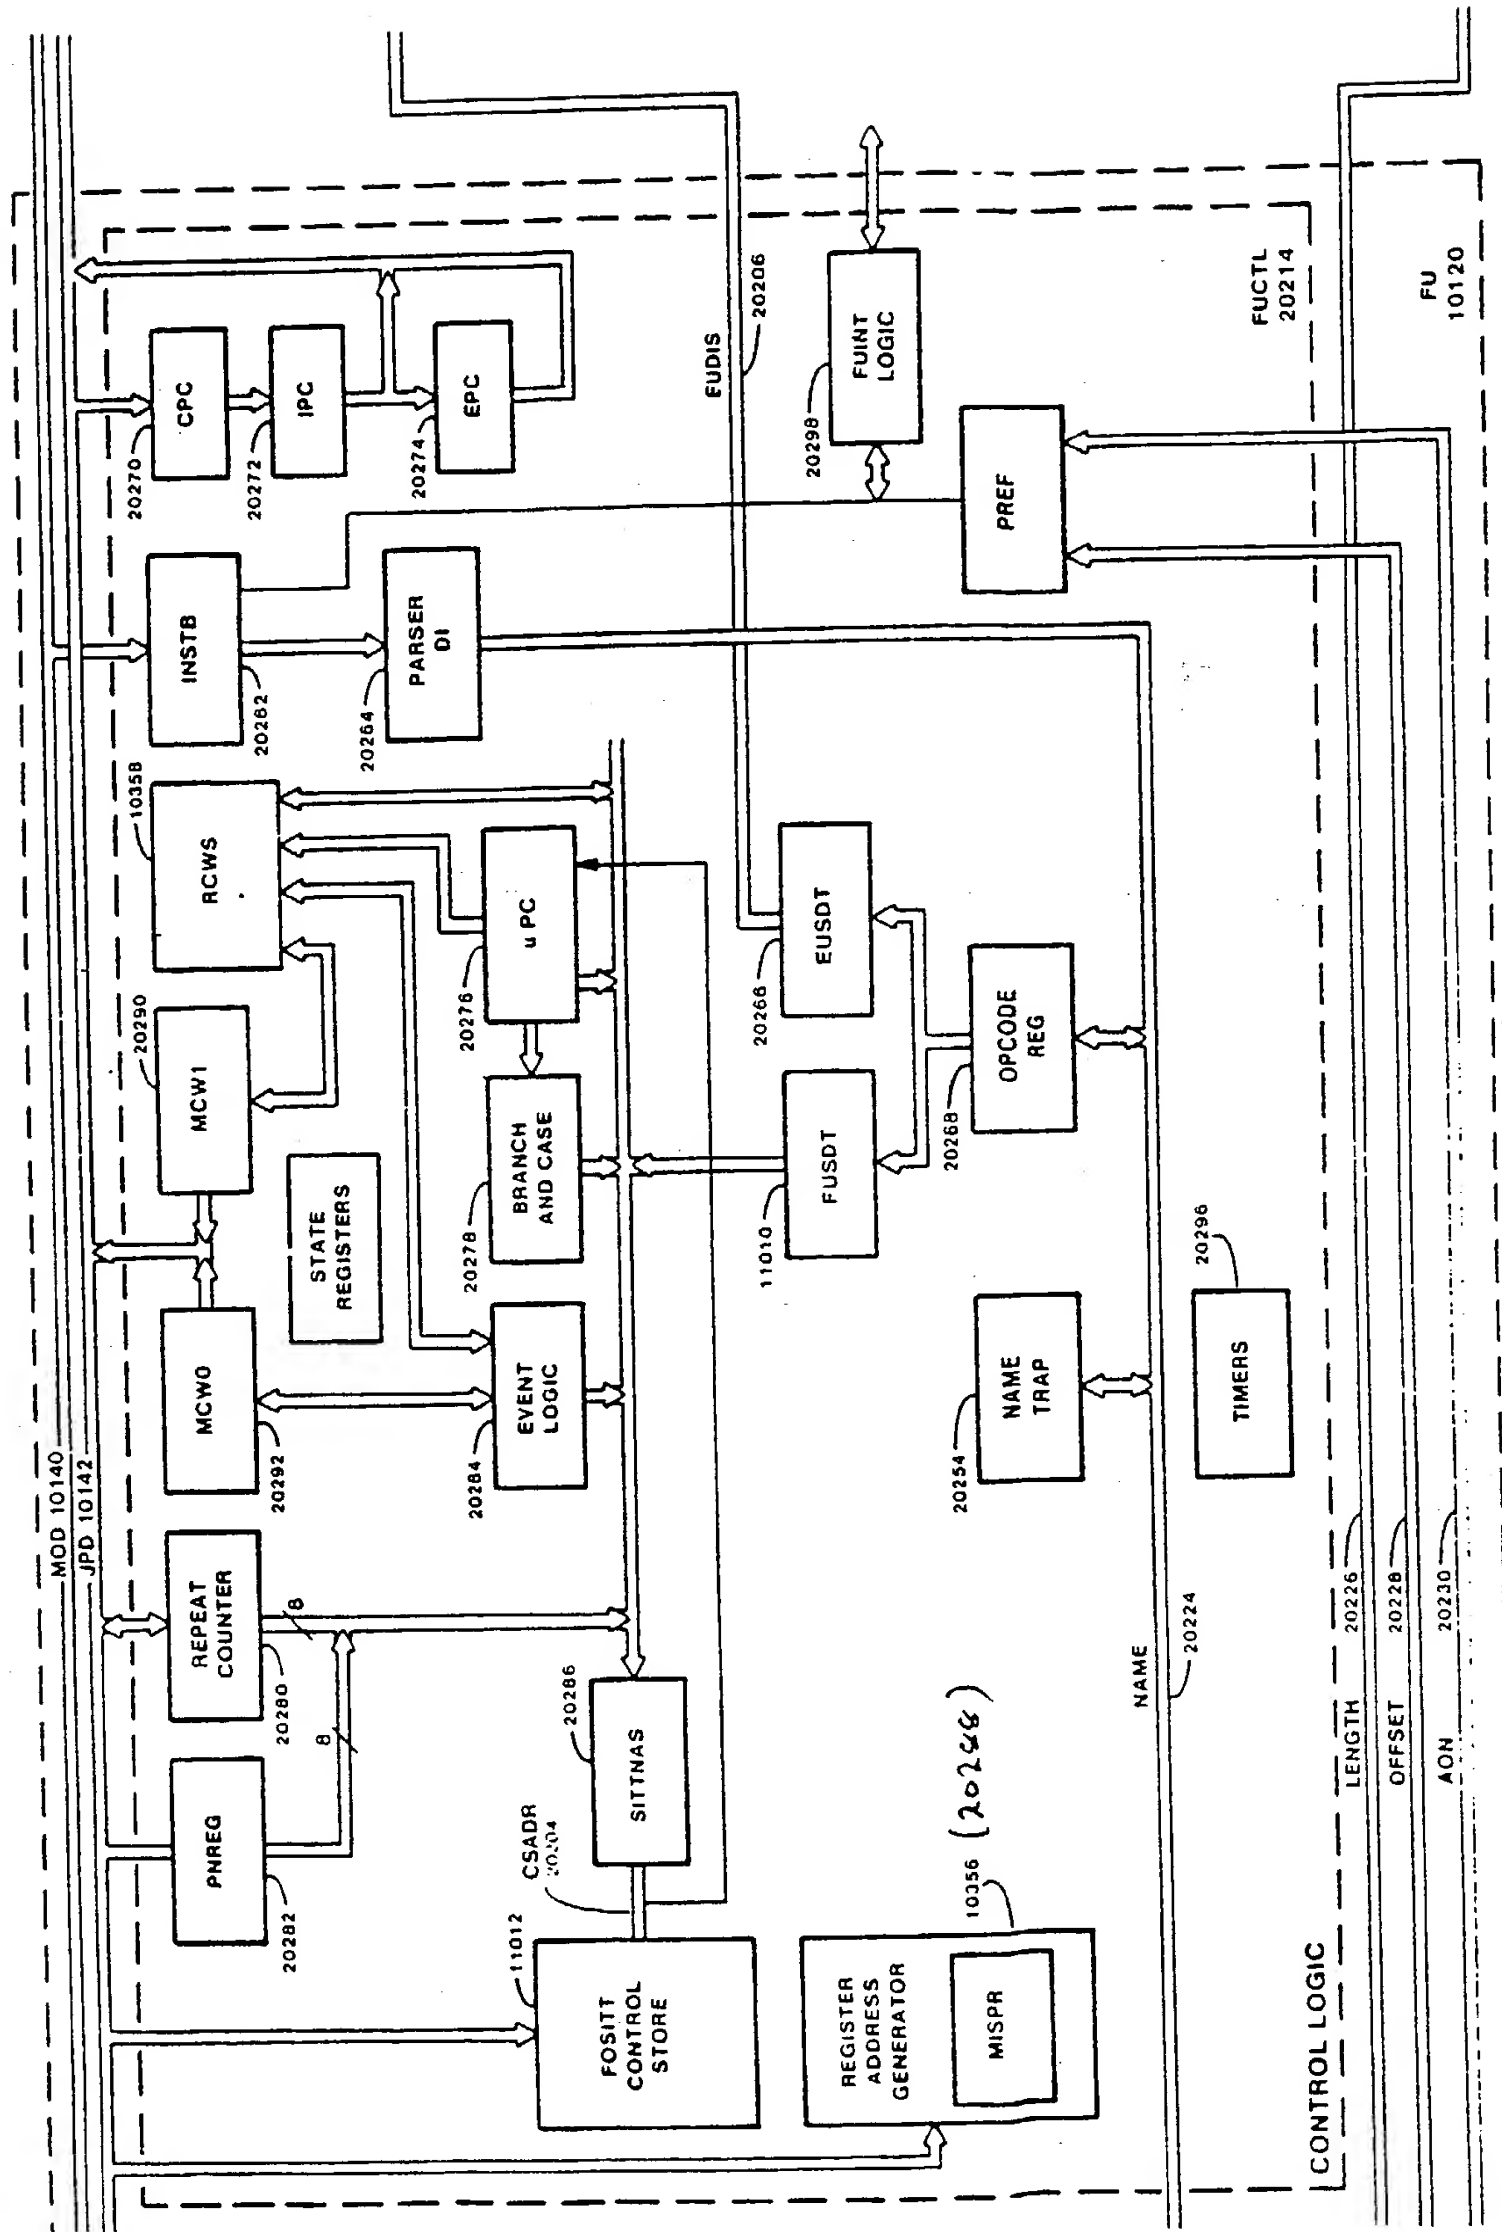 MOD 10140
JPD 10142
PNREG
20282
REPEAT
COUNTER
20280
8
8
MCW0
20292
MCW1
20290
STATE
REGISTERS
RCWS
10358
INSTB
20262
CPC
20270
IPC
20272
EPC
20274
PARSER
DI
20264
EVENT
LOGIC
20284
BRANCH
AND CASE
20278
u PC
20276
FOSITT
CONTROL
STORE
11012
CSADR
20204
SITTNAS
20286
FUSDT
11010
EUSDT
20266
FUDIS
20206
FUINT
LOGIC
20298
REGISTER
ADDRESS
GENERATOR
MISPR
10356 (20288)
NAME
TRAP
20254
OPCODE
REG
20268
PREF
NAME
20224
TIMERS
20296
FUCTL
20214
CONTROL LOGIC
LENGTH
20226
OFFSET
20228
AON
20230
FU
10120